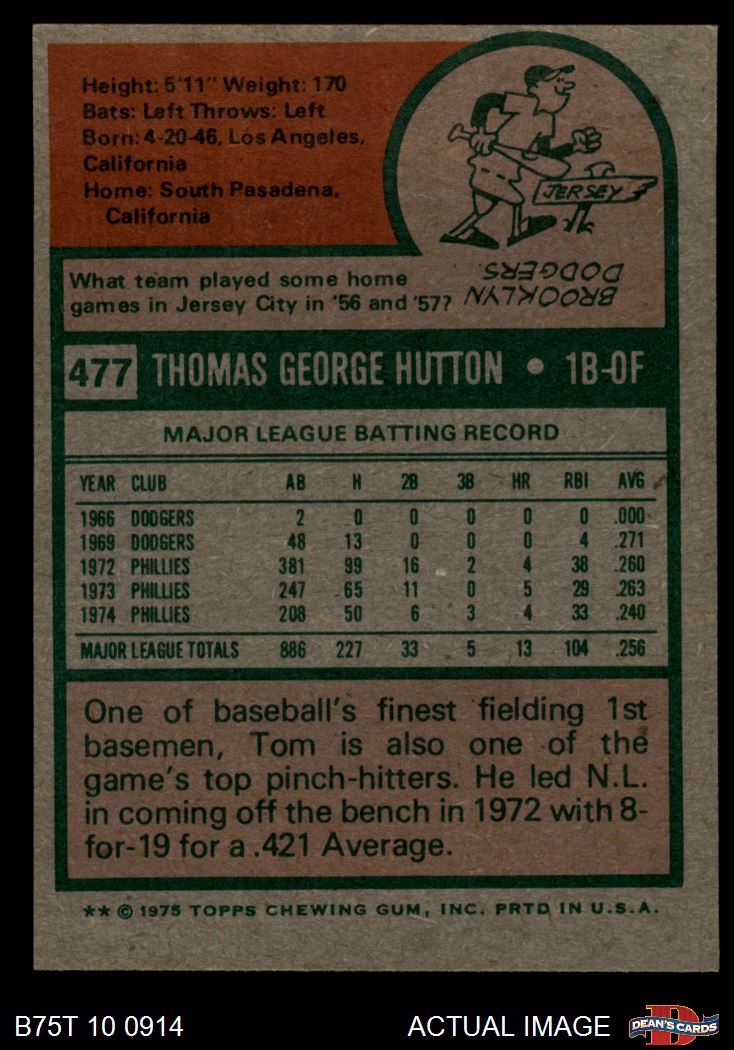 Height: 5'11" Weight: 170
Bats: Left Throws: Left
Born: 4-20-46, Los Angeles,
California
Home: South Pasadena,
California
JERSEY
What team played some home
games in Jersey City in '56 and '57?
BROOKLYN
DODGERS
477 THOMAS GEORGE HUTTON • 1B-OF
MAJOR LEAGUE BATTING RECORD
YEAR CLUB AB H 2B 3B HR RBI AVG
1966 DODGERS 2 0 0 0 0 0 .000
1969 DODGERS 48 13 0 0 0 4 .271
1972 PHILLIES 381 99 16 2 4 38 .260
1973 PHILLIES 247 65 11 0 5 29 .263
1974 PHILLIES 208 50 6 3 4 33 .240
MAJOR LEAGUE TOTALS 886 227 33 5 13 104 .256
One of baseball's finest fielding 1st
basemen, Tom is also one of the
game's top pinch-hitters. He led N.L.
in coming off the bench in 1972 with 8-
for-19 for a .421 Average.
** © 1975 TOPPS CHEWING GUM, INC. PRTD IN U.S.A.
B75T 10 0914 ACTUAL IMAGE DEAN'S CARDS